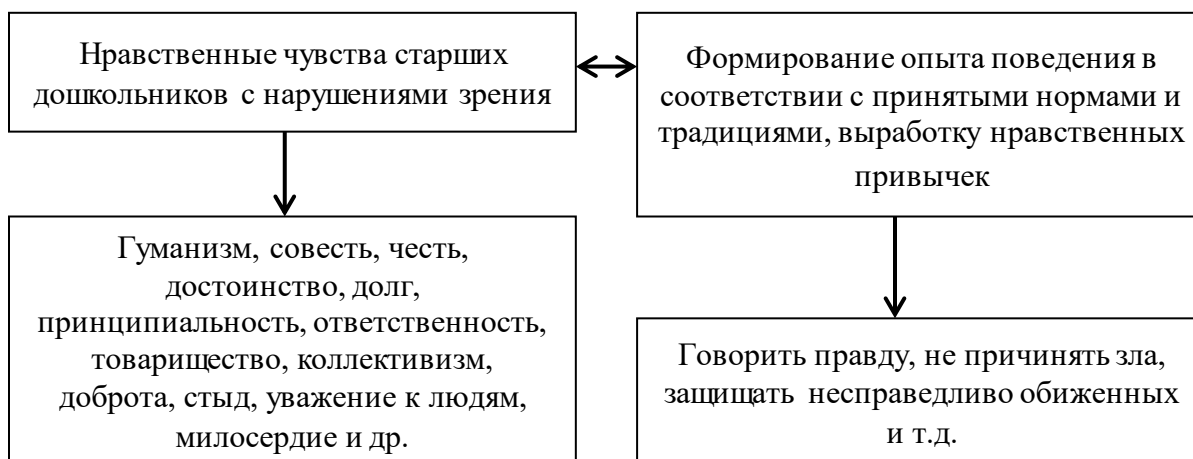 Нравственные чувства старших
дошкольников с нарушениями зрения
Формирование опыта поведения в
соответствии с принятыми нормами и
традициями, выработку нравственных
привычек
Гуманизм, совесть, честь,
достоинство, долг,
принципиальность, ответственность,
товарищество, коллективизм,
доброта, стыд, уважение к людям,
милосердие и др.
Говорить правду, не причинять зла,
защищать несправедливо обиженных
и т.д.